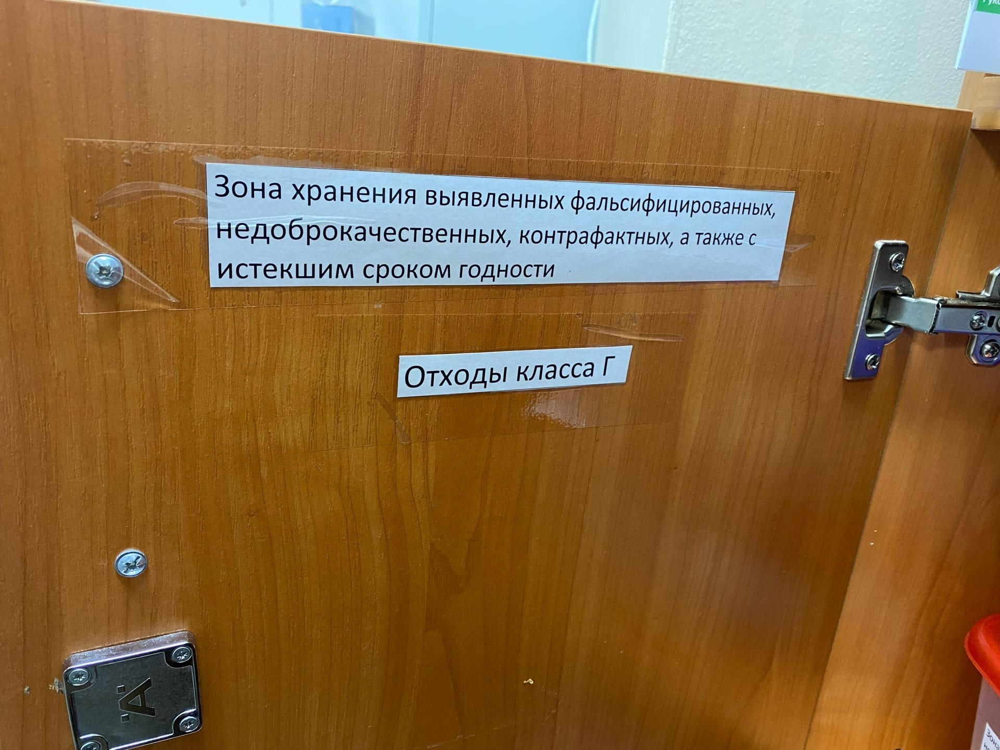 Зона хранения выявленных фальсифицированных,
недоброкачественных, контрафактных, а также с
истекшим сроком годности
Отходы класса Г